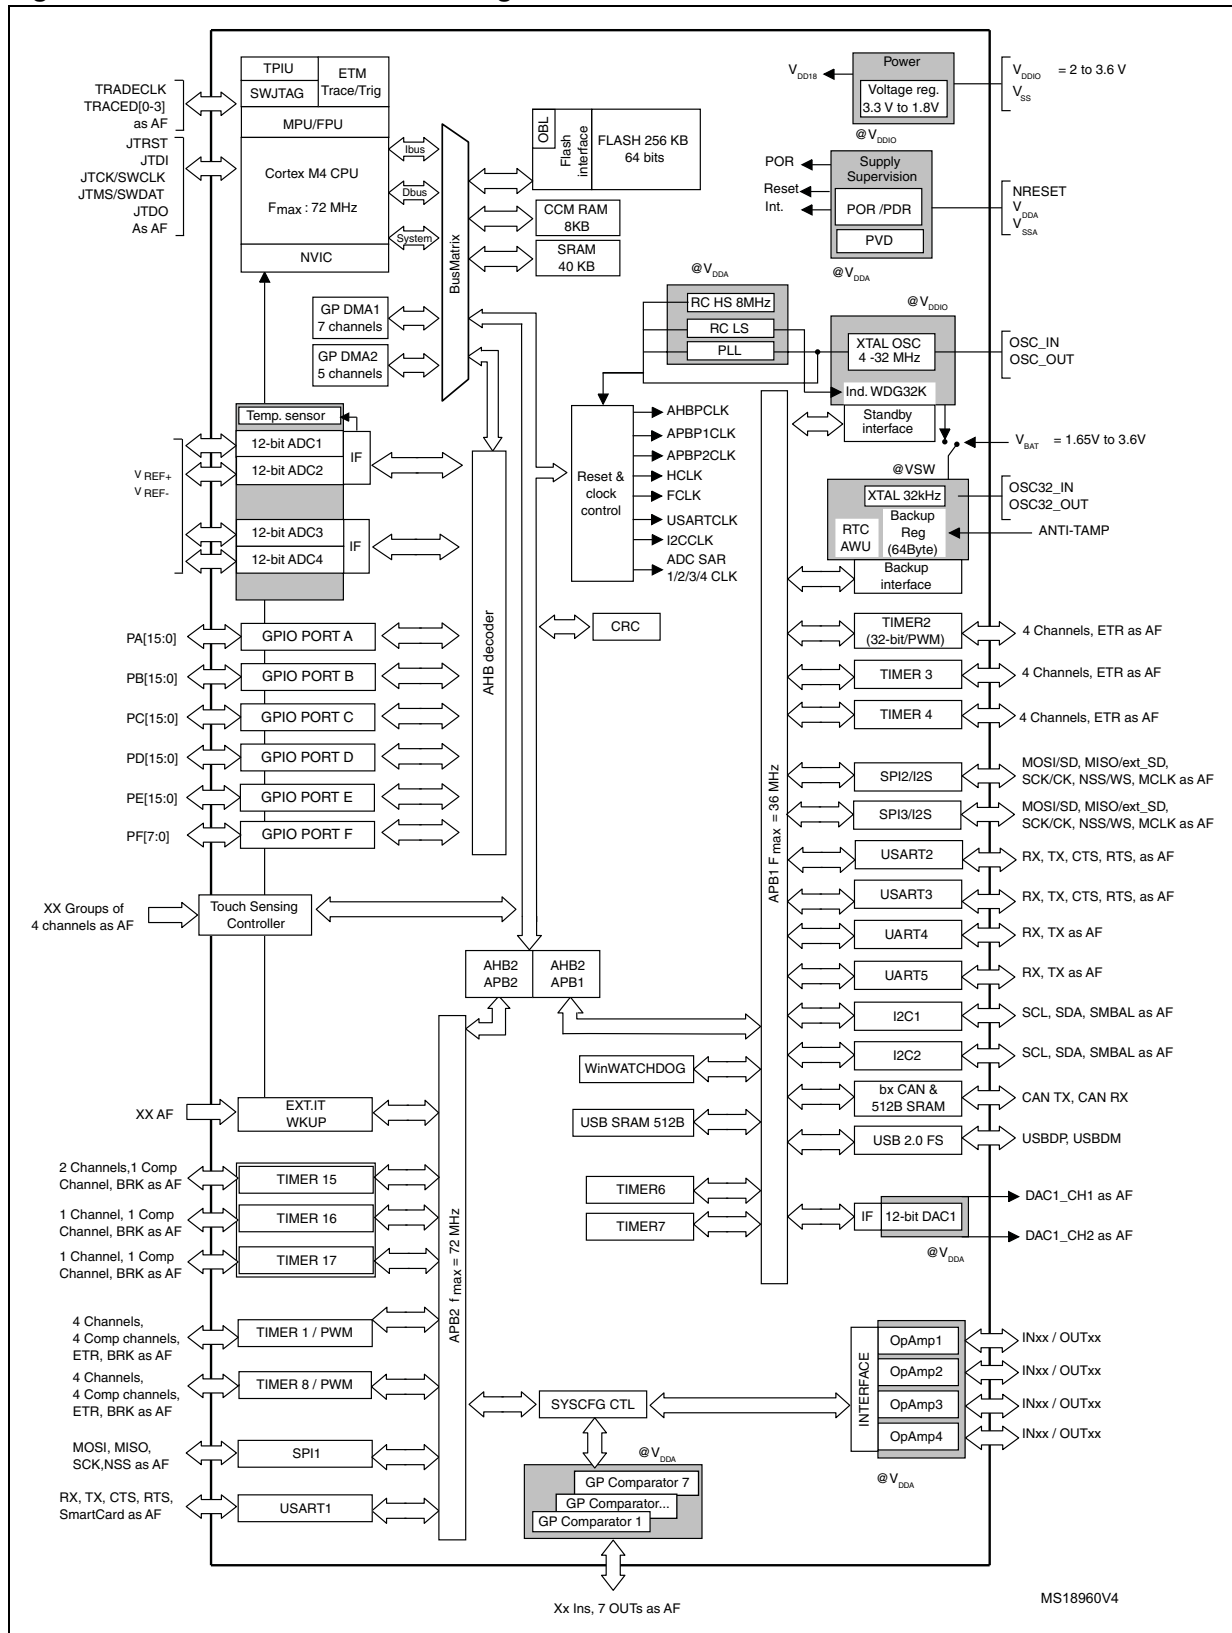 TPIU
SWJTAG
ETM
Trace/Trig
MPU/FPU
Cortex M4 CPU
Fmax : 72 MHz
NVIC
TRADECLK
TRACED[0-3]
as AF
JTRST
JTDI
JTCK/SWCLK
JTMS/SWDAT
JTDO
As AF
Ibus
Dbus
System
BusMatrix
OBL
Flash
interface
FLASH 256 KB
64 bits
CCM RAM
8KB
SRAM
40 KB
GP DMA1
7 channels
GP DMA2
5 channels
Power
Voltage reg.
3.3 V to 1.8V
VDD18
VDDIO = 2 to 3.6 V
VSS
@VDDIO
Supply
Supervision
POR /PDR
PVD
POR
Reset
Int.
NRESET
VDDA
VSSA
@VDDA
@VDDA
RC HS 8MHz
RC LS
PLL
@VDDIO
XTAL OSC
4 -32 MHz
Ind. WDG32K
Standby
interface
OSC_IN
OSC_OUT
VBAT = 1.65V to 3.6V
@VSW
XTAL 32kHz
RTC
AWU
Backup
Reg
(64Byte)
Backup
interface
OSC32_IN
OSC32_OUT
ANTI-TAMP
Reset &
clock
control
AHBPCLK
APBP1CLK
APBP2CLK
HCLK
FCLK
USARTCLK
I2CCLK
ADC SAR
1/2/3/4 CLK
Temp. sensor
12-bit ADC1
12-bit ADC2
IF
12-bit ADC3
12-bit ADC4
IF
VREF+
VREF-
AHB decoder
CRC
PA[15:0]
GPIO PORT A
PB[15:0]
GPIO PORT B
PC[15:0]
GPIO PORT C
PD[15:0]
GPIO PORT D
PE[15:0]
GPIO PORT E
PF[7:0]
GPIO PORT F
XX Groups of
4 channels as AF
Touch Sensing
Controller
AHB2
APB2
AHB2
APB1
APB1 Fmax = 36 MHz
TIMER2
(32-bit/PWM)
4 Channels, ETR as AF
TIMER 3
4 Channels, ETR as AF
TIMER 4
4 Channels, ETR as AF
SPI2/I2S
MOSI/SD, MISO/ext_SD,
SCK/CK, NSS/WS, MCLK as AF
SPI3/I2S
MOSI/SD, MISO/ext_SD,
SCK/CK, NSS/WS, MCLK as AF
USART2
RX, TX, CTS, RTS, as AF
USART3
RX, TX, CTS, RTS, as AF
UART4
RX, TX as AF
UART5
RX, TX as AF
I2C1
SCL, SDA, SMBAL as AF
I2C2
SCL, SDA, SMBAL as AF
bx CAN &
512B SRAM
CAN TX, CAN RX
USB 2.0 FS
USBDP, USBDM
IF
12-bit DAC1
DAC1_CH1 as AF
DAC1_CH2 as AF
@VDDA
WinWATCHDOG
USB SRAM 512B
TIMER6
TIMER7
XX AF
EXT.IT
WKUP
2 Channels,1 Comp
Channel, BRK as AF
TIMER 15
1 Channel, 1 Comp
Channel, BRK as AF
TIMER 16
1 Channel, 1 Comp
Channel, BRK as AF
TIMER 17
4 Channels,
4 Comp channels,
ETR, BRK as AF
TIMER 1 / PWM
4 Channels,
4 Comp channels,
ETR, BRK as AF
TIMER 8 / PWM
MOSI, MISO,
SCK,NSS as AF
SPI1
RX, TX, CTS, RTS,
SmartCard as AF
USART1
APB2 fmax = 72 MHz
SYSCFG CTL
@VDDA
GP Comparator 7
GP Comparator...
GP Comparator 1
Xx Ins, 7 OUTs as AF
INTERFACE
OpAmp1
INxx / OUTxx
OpAmp2
INxx / OUTxx
OpAmp3
INxx / OUTxx
OpAmp4
INxx / OUTxx
@VDDA
MS18960V4